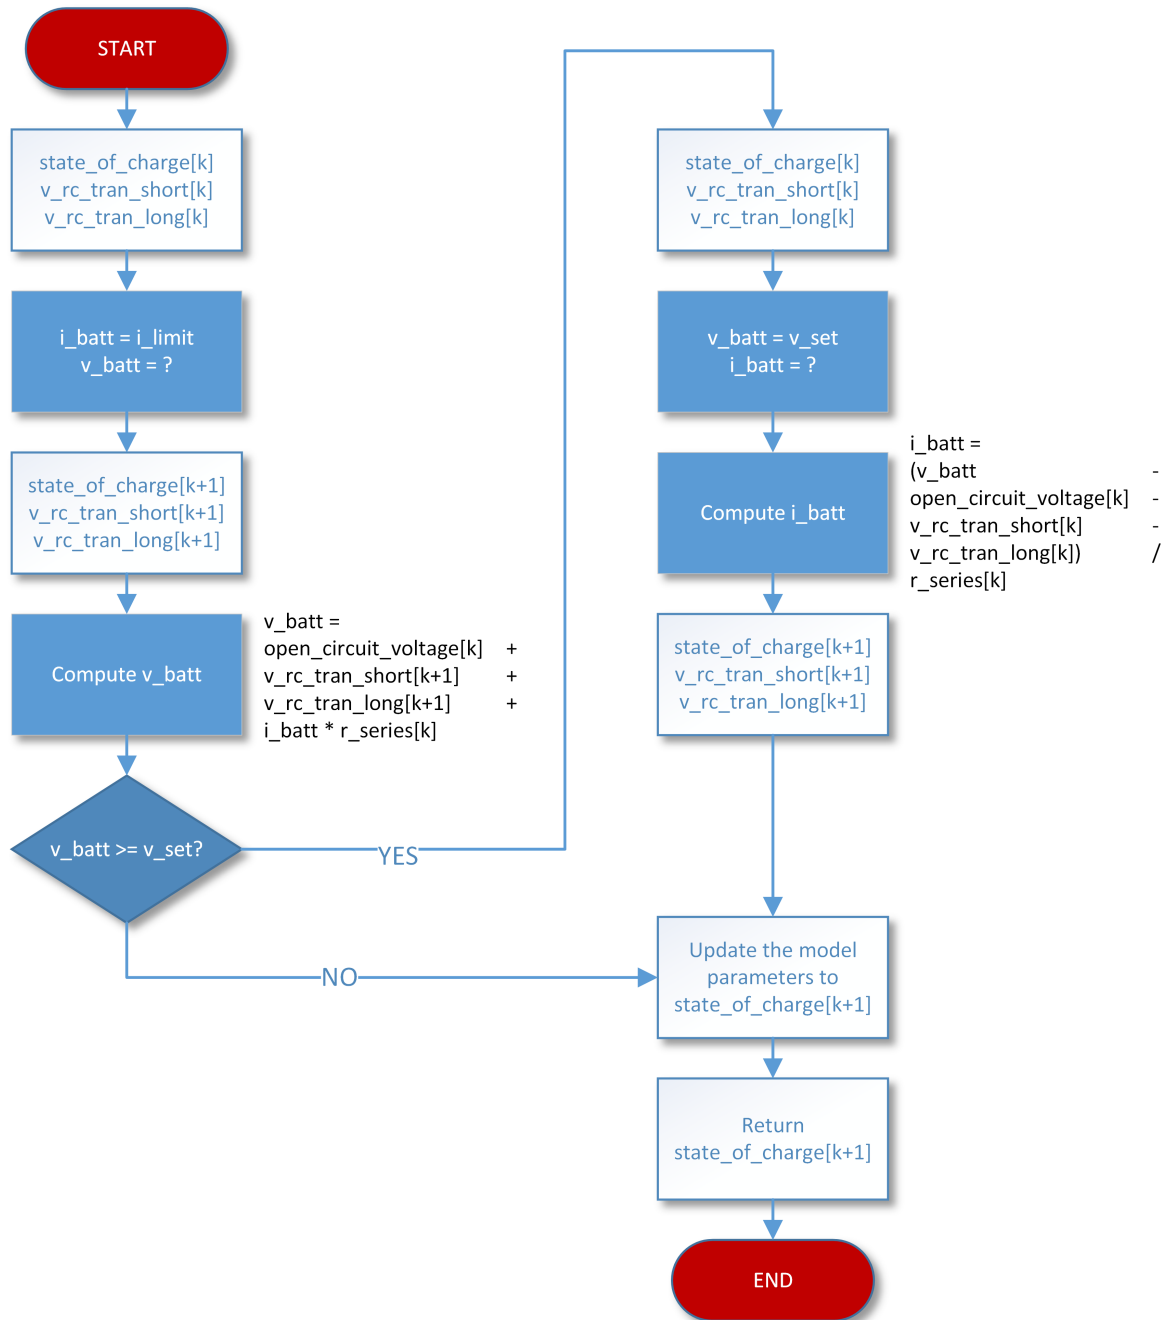 START
state_of_charge[k]
v_rc_tran_short[k]
v_rc_tran_long[k]
i_batt = i_limit
v_batt = ?
state_of_charge[k+1]
v_rc_tran_short[k+1]
v_rc_tran_long[k+1]
Compute v_batt
v_batt =
open_circuit_voltage[k] +
v_rc_tran_short[k+1] +
v_rc_tran_long[k+1] +
i_batt * r_series[k]
v_batt >= v_set?
YES
NO
state_of_charge[k]
v_rc_tran_short[k]
v_rc_tran_long[k]
v_batt = v_set
i_batt = ?
Compute i_batt
i_batt =
(v_batt -
open_circuit_voltage[k] -
v_rc_tran_short[k] -
v_rc_tran_long[k]) /
r_series[k]
state_of_charge[k+1]
v_rc_tran_short[k+1]
v_rc_tran_long[k+1]
Update the model
parameters to
state_of_charge[k+1]
Return
state_of_charge[k+1]
END